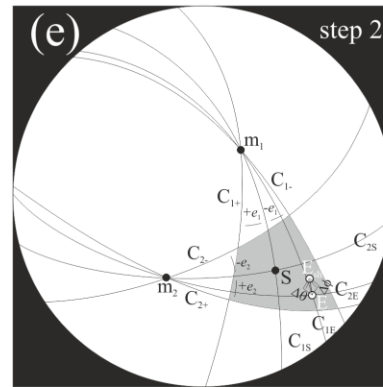 (e)
step 2
m₁
C₁₊
C₁₋
+e₁
-e₁
C₂₋
-e₂
C₂S
S
E
m₂
C₂₊
+e₂
Δθ
E
C₂E
C₁E
C₁S